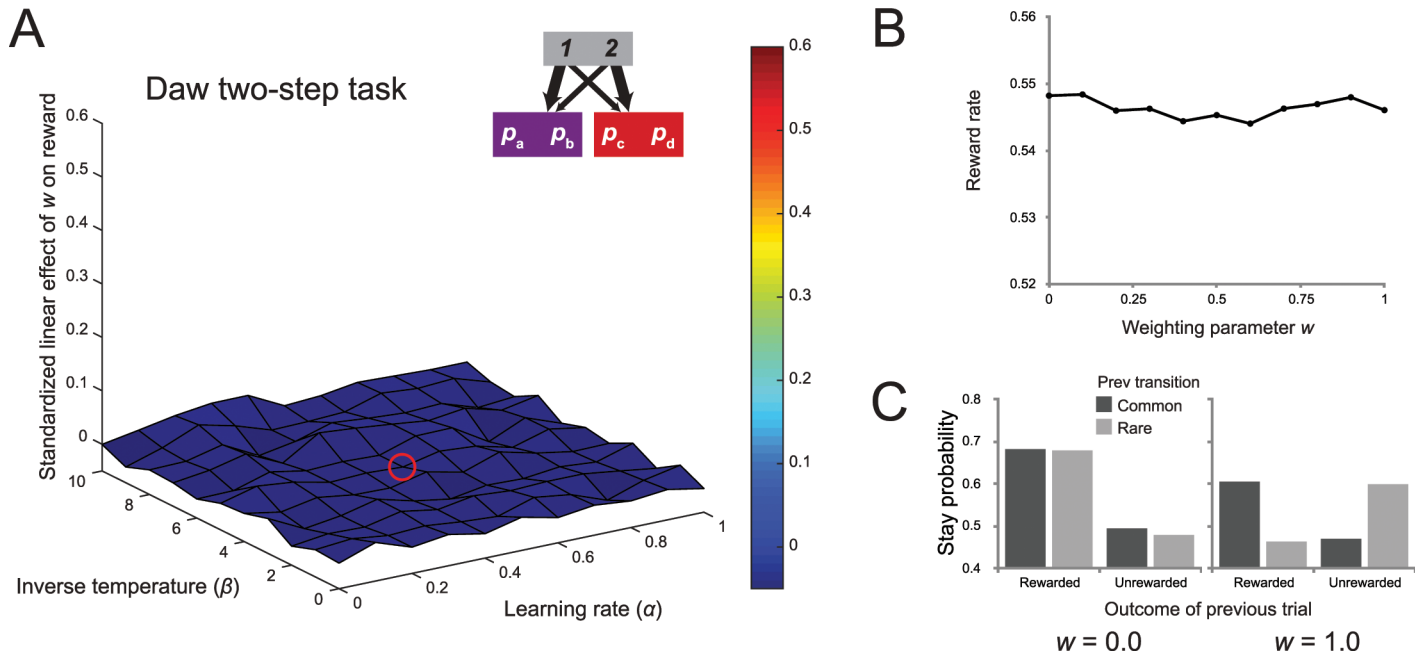 A
Daw two-step task
1 2
p_a p_b p_c p_d
Standardized linear effect of w on reward
0.6
0.5
0.4
0.3
0.2
0.1
0
10
8
6
4
2
0
Inverse temperature (β)
0
0.2
0.4
0.6
0.8
1
Learning rate (α)
0.6
0.5
0.4
0.3
0.2
0.1
0
B
Reward rate
0.56
0.55
0.54
0.53
0.52
0 0.25 0.5 0.75 1
Weighting parameter w
C
Stay probability
0.8
0.7
0.6
0.5
0.4
Prev transition
Common
Rare
Rewarded Unrewarded Rewarded Unrewarded
Outcome of previous trial
w = 0.0 w = 1.0